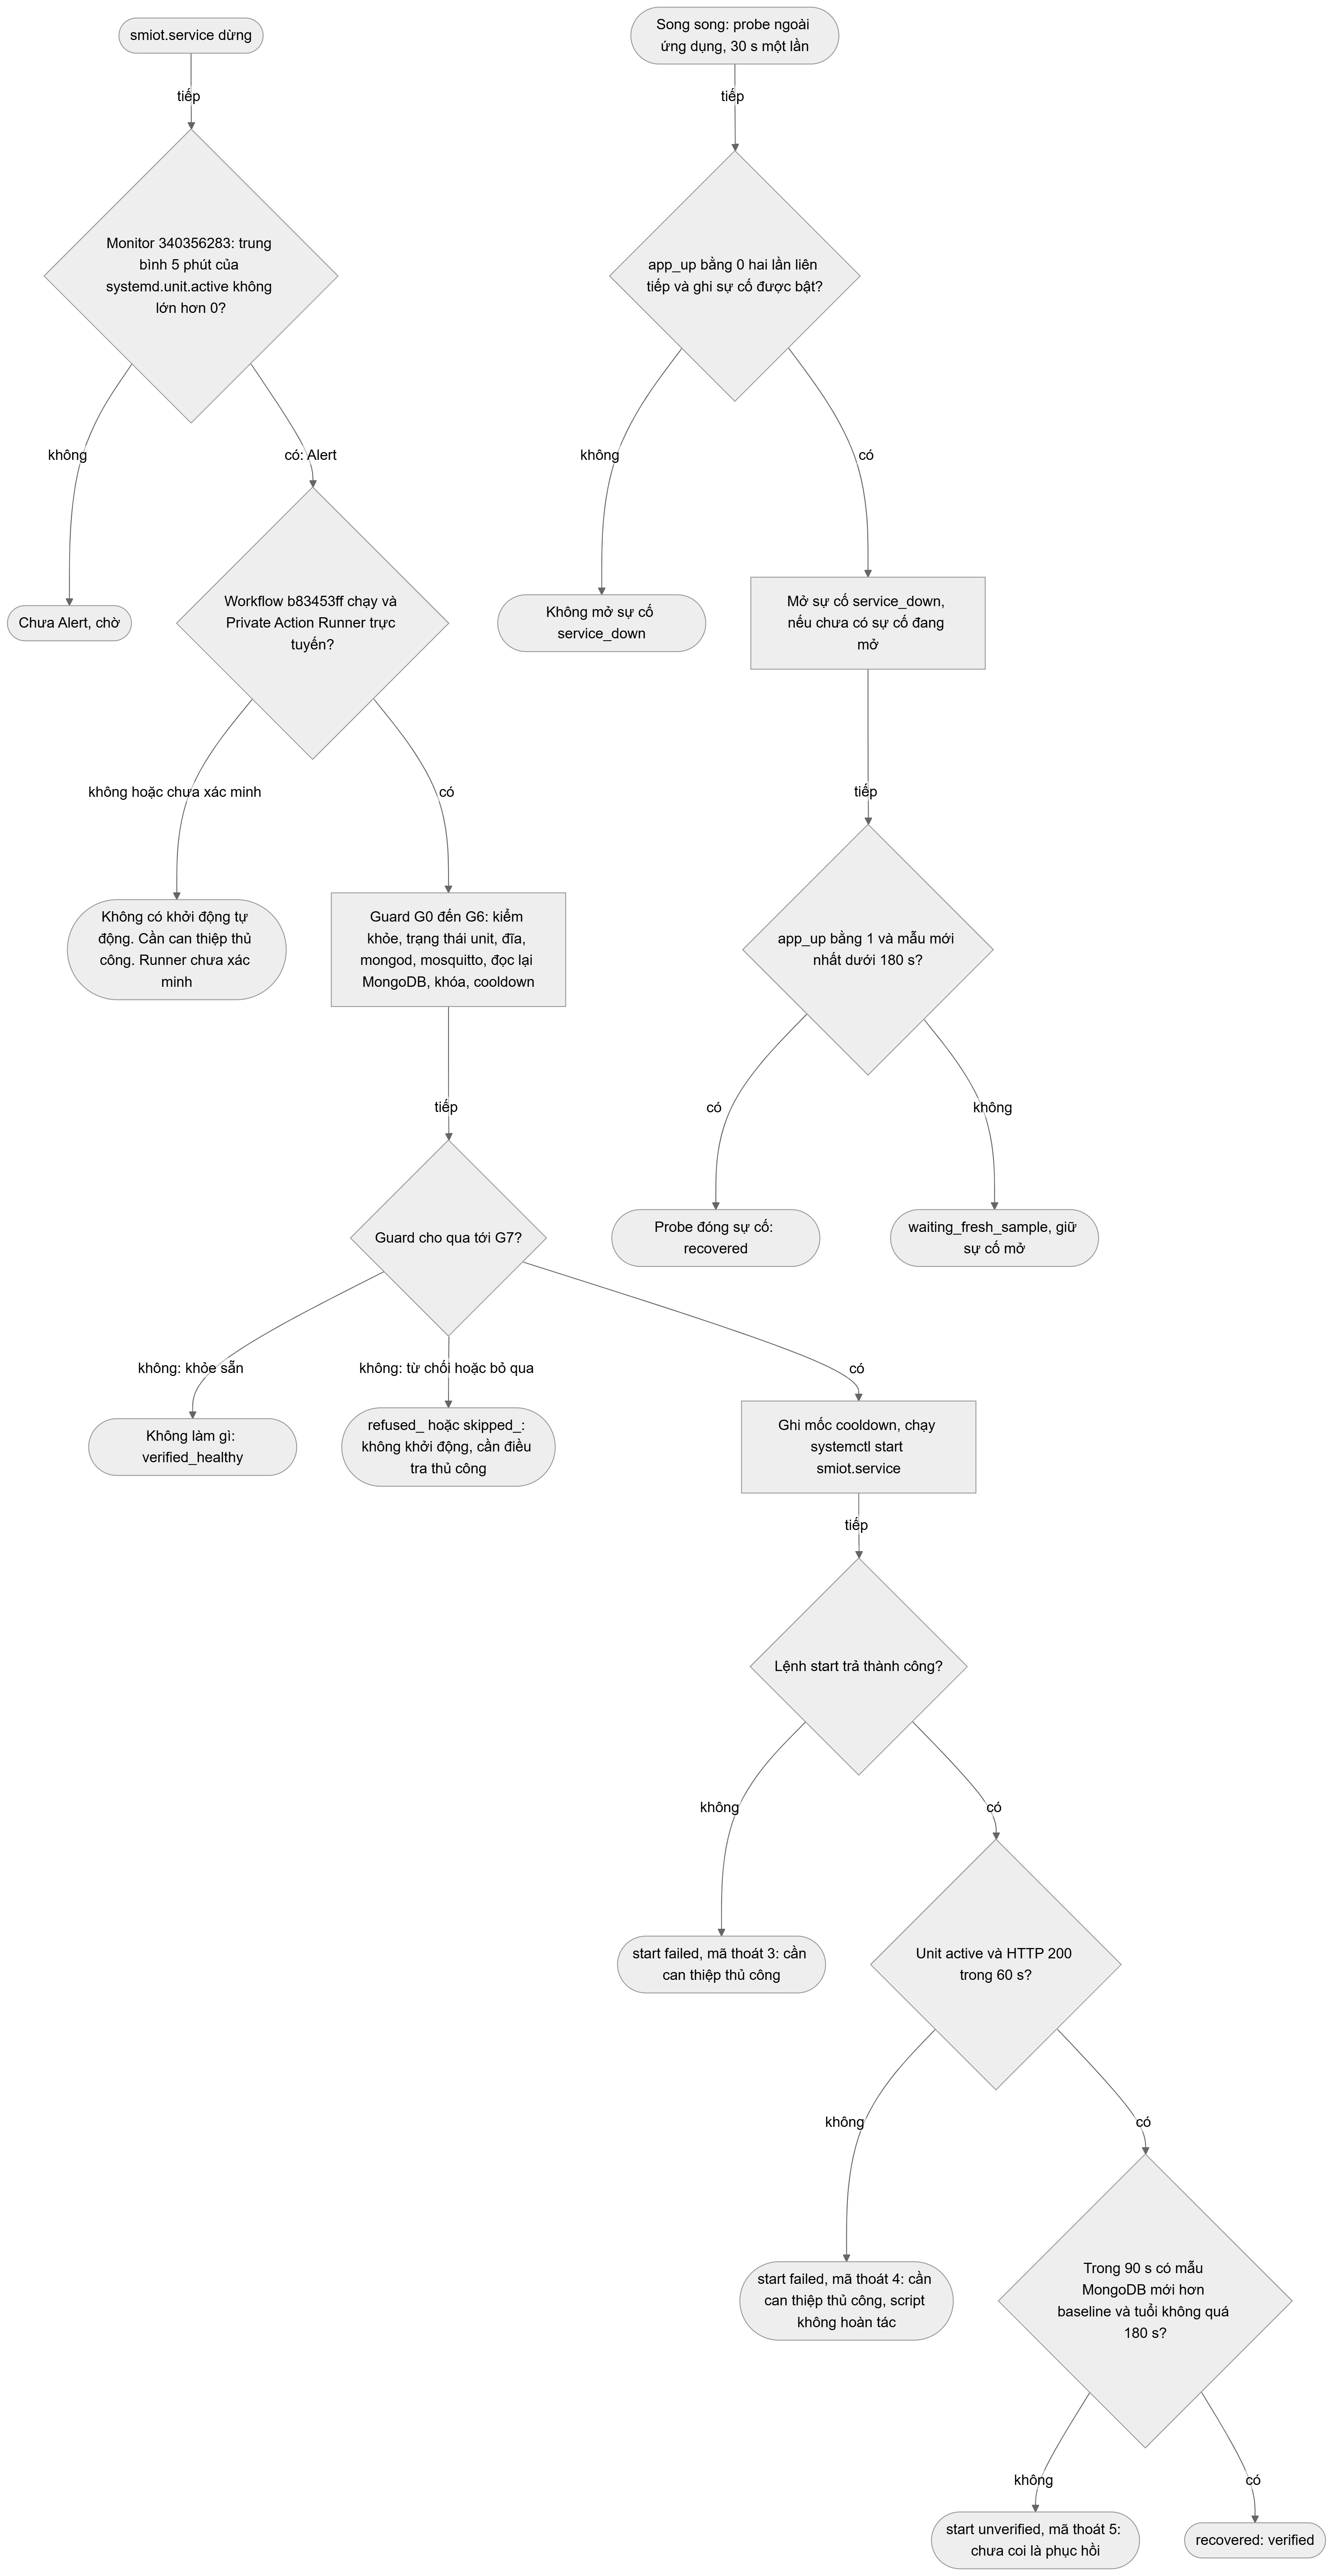 smiot.service dừng
Song song: probe ngoài
ứng dụng, 30 s một lần
tiếp
tiếp
Monitor 340356283: trung
bình 5 phút của
systemd.unit.active không
lớn hơn 0?
app_up bằng 0 hai lần liên
tiếp và ghi sự cố được bật?
không
có: Alert
không
có
Chưa Alert, chờ
Workflow b83453ff chạy và
Private Action Runner trực
tuyến?
Không mở sự cố
service_down
Mở sự cố service_down,
nếu chưa có sự cố đang
mở
không hoặc chưa xác minh
có
tiếp
Không có khởi động tự
động. Cần can thiệp thủ
công. Runner chưa xác
minh
Guard G0 đến G6: kiểm
khỏe, trạng thái unit, đĩa,
mongod, mosquitto, đọc lại
MongoDB, khóa, cooldown
app_up bằng 1 và mẫu mới
nhất dưới 180 s?
tiếp
có
không
Guard cho qua tới G7?
Probe đóng sự cố:
recovered
waiting_fresh_sample, giữ
sự cố mở
không: khỏe sẵn
không: từ chối hoặc bỏ qua
có
Không làm gì:
verified_healthy
refused_ hoặc skipped_:
không khởi động, cần điều
tra thủ công
Ghi mốc cooldown, chạy
systemctl start
smiot.service
tiếp
Lệnh start trả thành công?
không
có
start failed, mã thoát 3: cần
can thiệp thủ công
Unit active và HTTP 200
trong 60 s?
không
có
start failed, mã thoát 4: cần
can thiệp thủ công, script
không hoàn tác
Trong 90 s có mẫu
MongoDB mới hơn
baseline và tuổi không quá
180 s?
không
có
start unverified, mã thoát 5:
chưa coi là phục hồi
recovered: verified